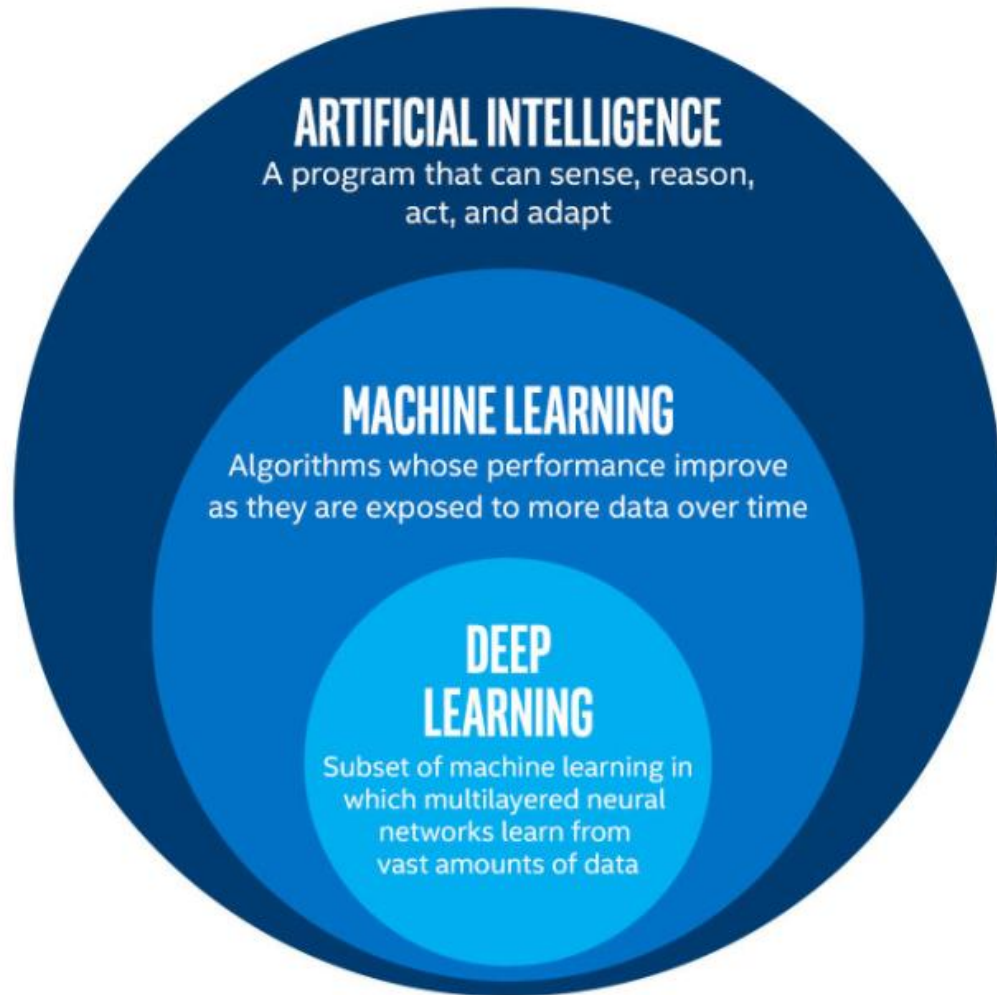 ARTIFICIAL INTELLIGENCE
A program that can sense, reason,
act, and adapt
MACHINE LEARNING
Algorithms whose performance improve
as they are exposed to more data over time
DEEP
LEARNING
Subset of machine learning in
which multilayered neural
networks learn from
vast amounts of data